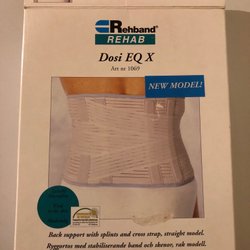 Rehband
REHAB
Dosi EQ X
Art nr 1069
NEW MODEL!
Back support with splints and cross strap, straight model.
Ryggortos med stabiliserande band och skenor, rak modell.